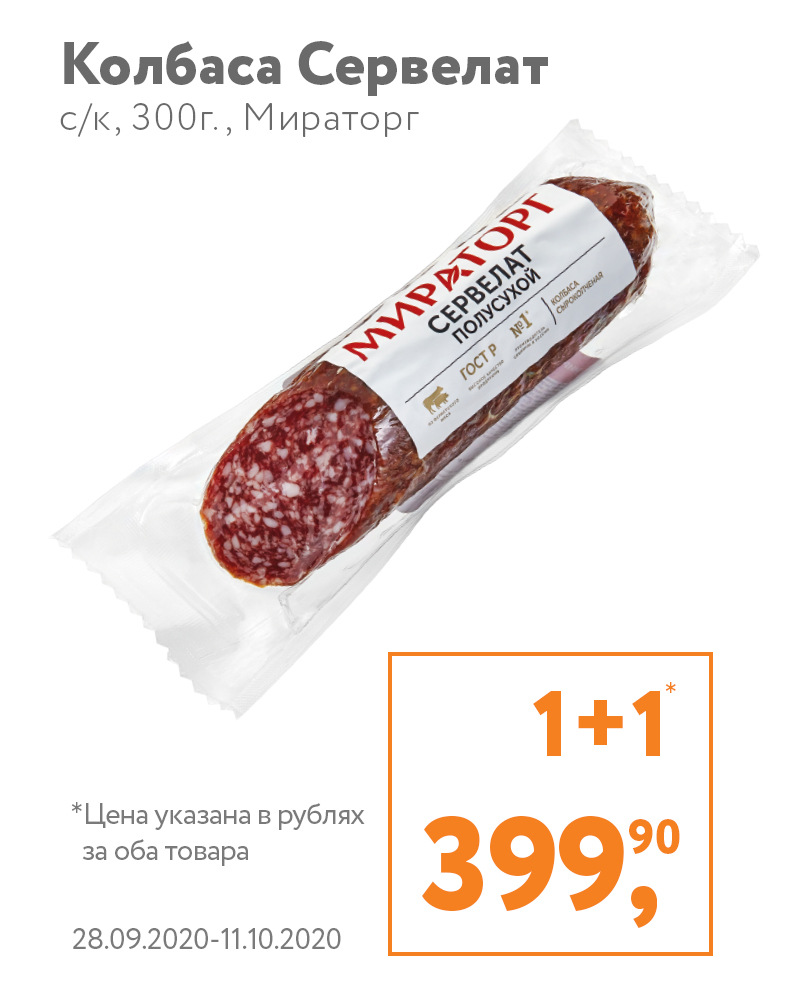 Колбаса Сервелат
с/к, 300г., Мираторг
МИРАТОРГ
СЕРВЕЛАТ
ПОЛУСУХОЙ
ГОСТ Р
№1*
КОЛБАСА
СЫРОКОПЧЕНАЯ
1+1*
399,90
*Цена указана в рублях
за оба товара
28.09.2020-11.10.2020